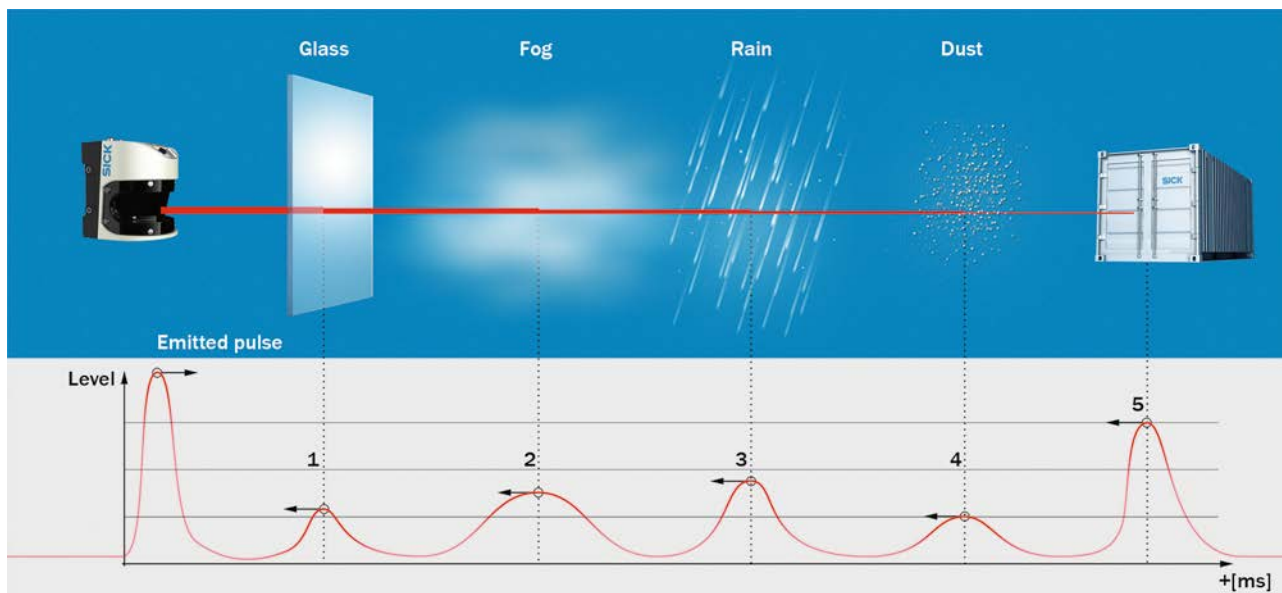 Glass
Fog
Rain
Dust
SICK
SICK
Emitted pulse
Level
1
2
3
4
5
+[ms]